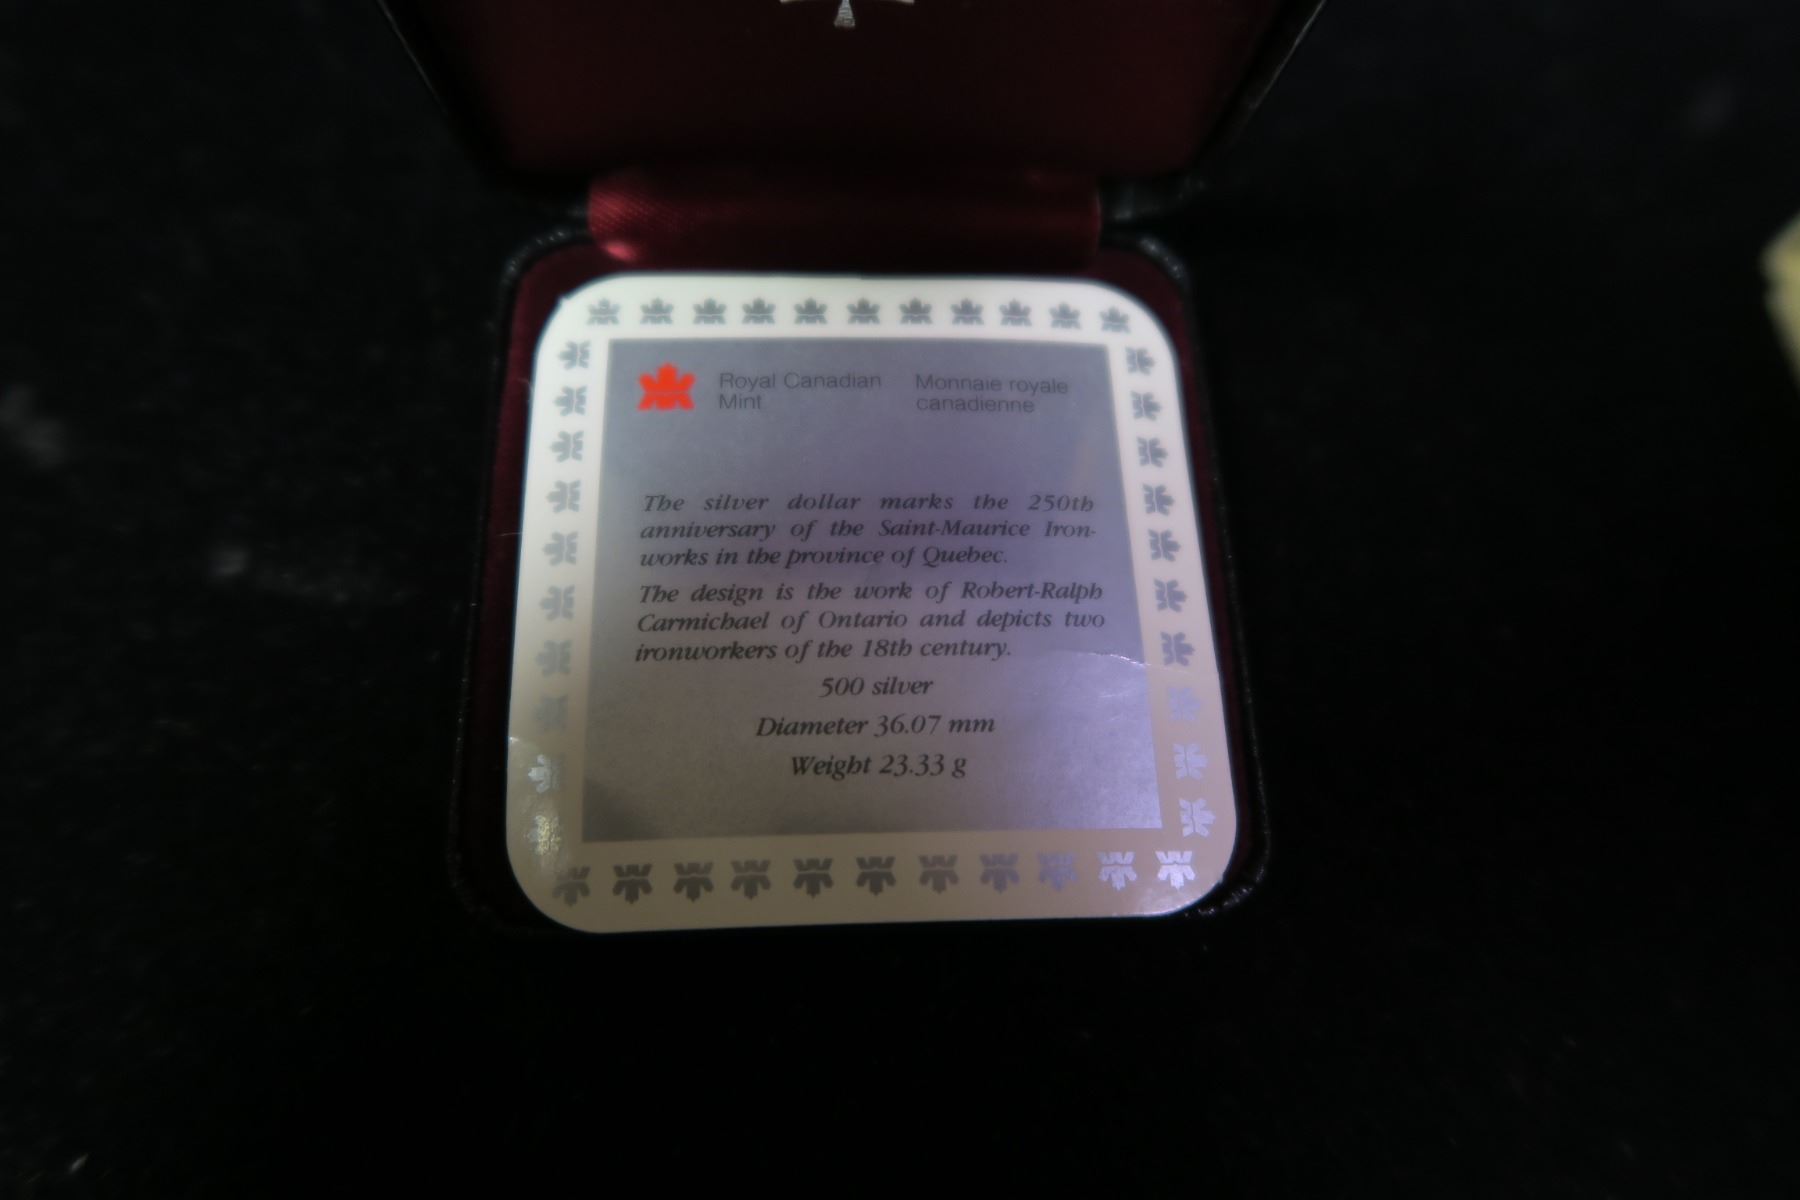 Royal Canadian Mint
Monnaie royale canadienne
The silver dollar marks the 250th
anniversary of the Saint-Maurice Iron-
works in the province of Quebec.
The design is the work of Robert-Ralph
Carmichael of Ontario and depicts two
ironworkers of the 18th century.
500 silver
Diameter 36.07 mm
Weight 23.33 g